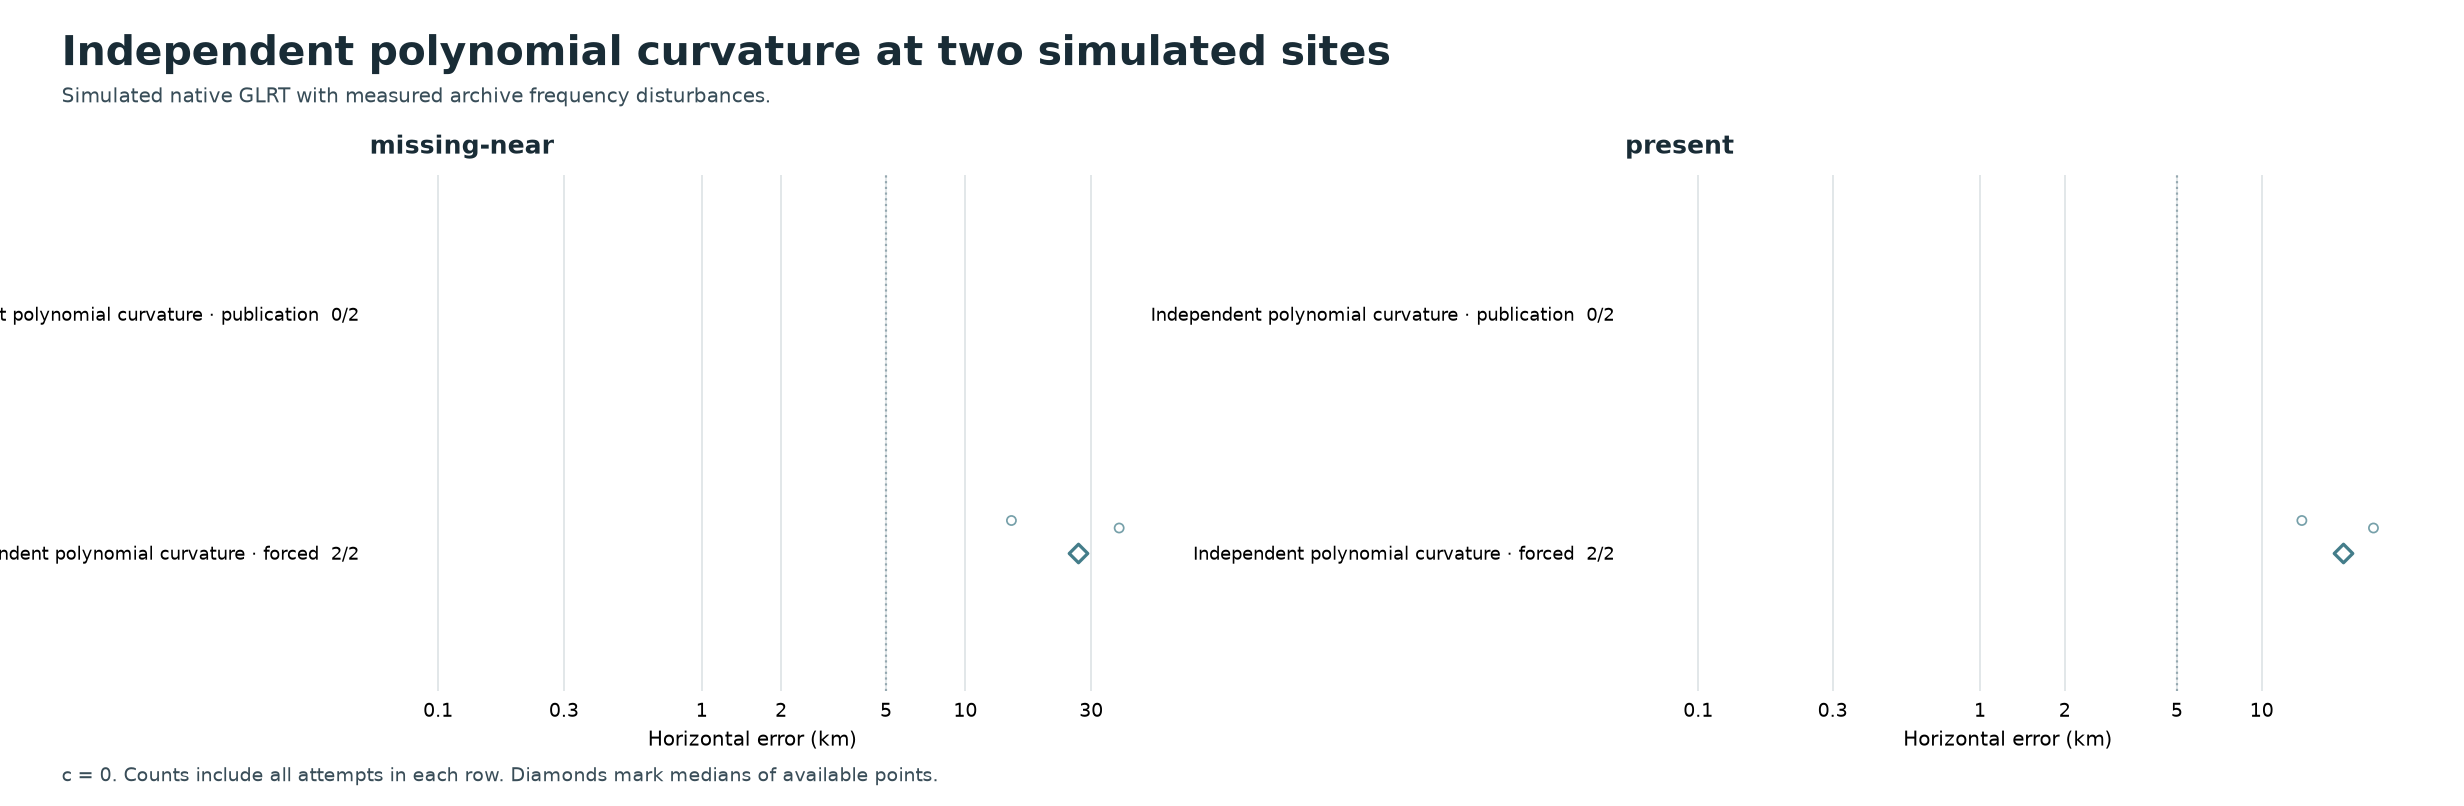 Independent polynomial curvature at two simulated sites
Simulated native GLRT with measured archive frequency disturbances.
missing-near
present
t polynomial curvature · publication 0/2
Independent polynomial curvature · publication 0/2
ndent polynomial curvature · forced 2/2
Independent polynomial curvature · forced 2/2
0.1 0.3 1 2 5 10 30
0.1 0.3 1 2 5 10
Horizontal error (km)
Horizontal error (km)
c = 0. Counts include all attempts in each row. Diamonds mark medians of available points.